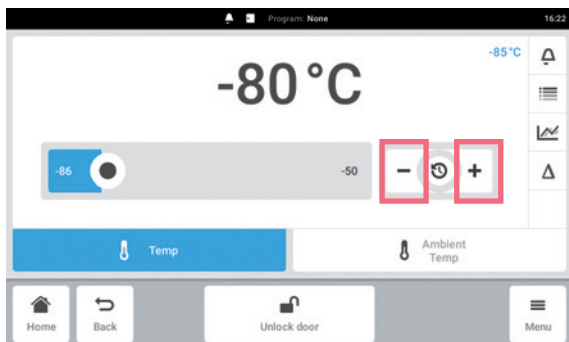 Program: None
16:22
-85°C
-80°C
-86
-50
Temp
Ambient
Temp
Home
Back
Unlock door
Menu